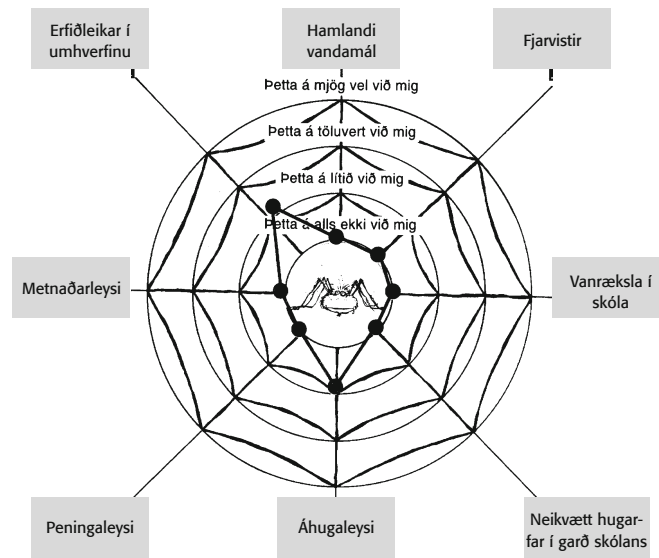 Erfiðleikar í
umhverfinu
Hamlandi
vandamál
Fjarvistir
Þetta á mjög vel við mig
Þetta á töluvert við mig
Þetta á lítið við mig
Þetta á alls ekki við mig
Metnaðarleysi
Vanræksla í
skóla
Peningaleysi
Áhugaleysi
Neikvætt hugar-
far í garð skólans